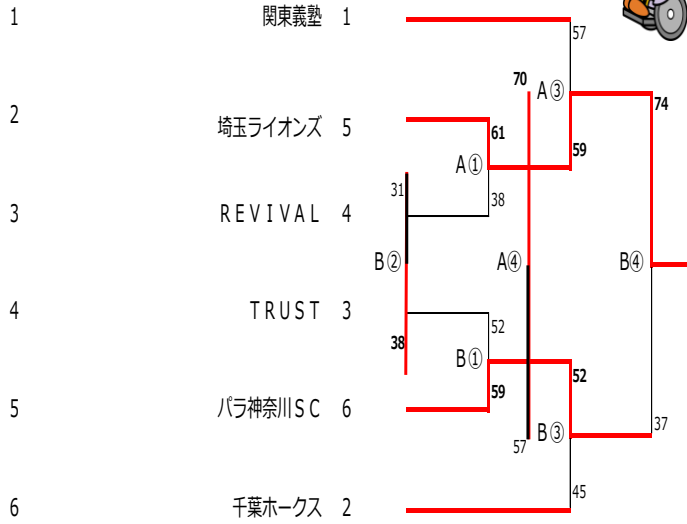 1 関東義塾 1
57
70 A③ 74
2 埼玉ライオンズ 5
61 59
A①
31 38
3 REVIVAL 4
B② A④ B④
4 TRUST 3
52
38 B① 52
59
5 パラ神奈川SC 6
57 B③ 37
45
6 千葉ホークス 2